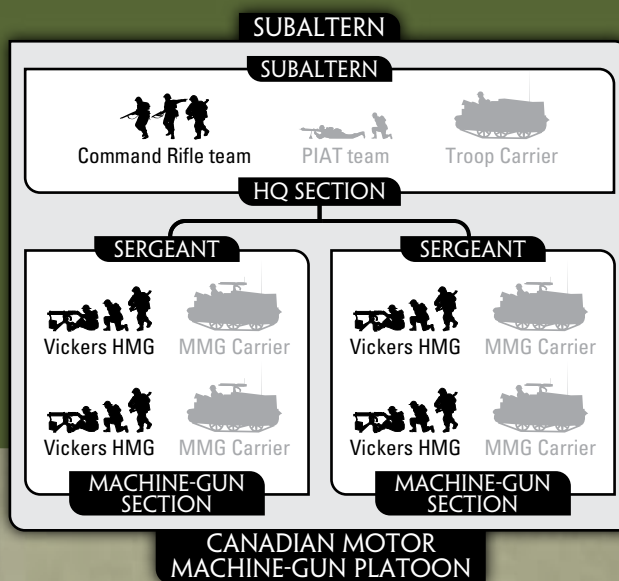 SUBALTERN
SUBALTERN
Command Rifle team
PIAT team
Troop Carrier
HQ SECTION
SERGEANT
SERGEANT
Vickers HMG
MMG Carrier
Vickers HMG
MMG Carrier
Vickers HMG
MMG Carrier
Vickers HMG
MMG Carrier
MACHINE-GUN
SECTION
MACHINE-GUN
SECTION
CANADIAN MOTOR
MACHINE-GUN PLATOON